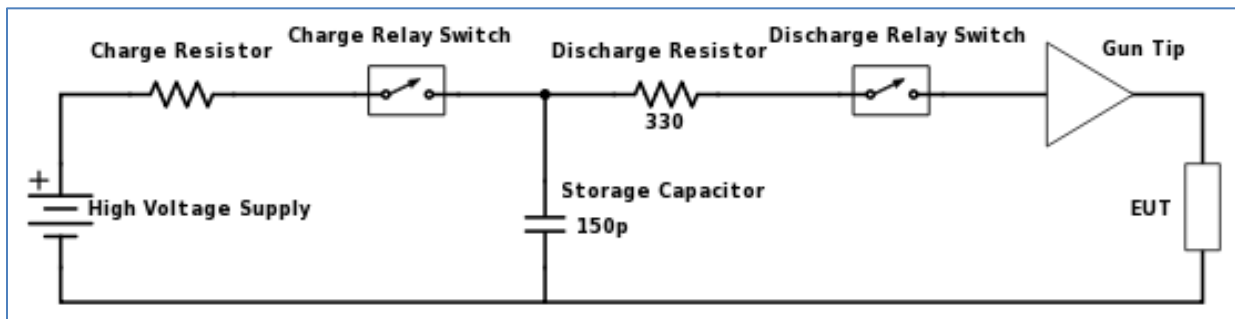 Charge Resistor
Charge Relay Switch
Discharge Resistor
Discharge Relay Switch
Gun Tip
330
+
High Voltage Supply
Storage Capacitor
150p
EUT